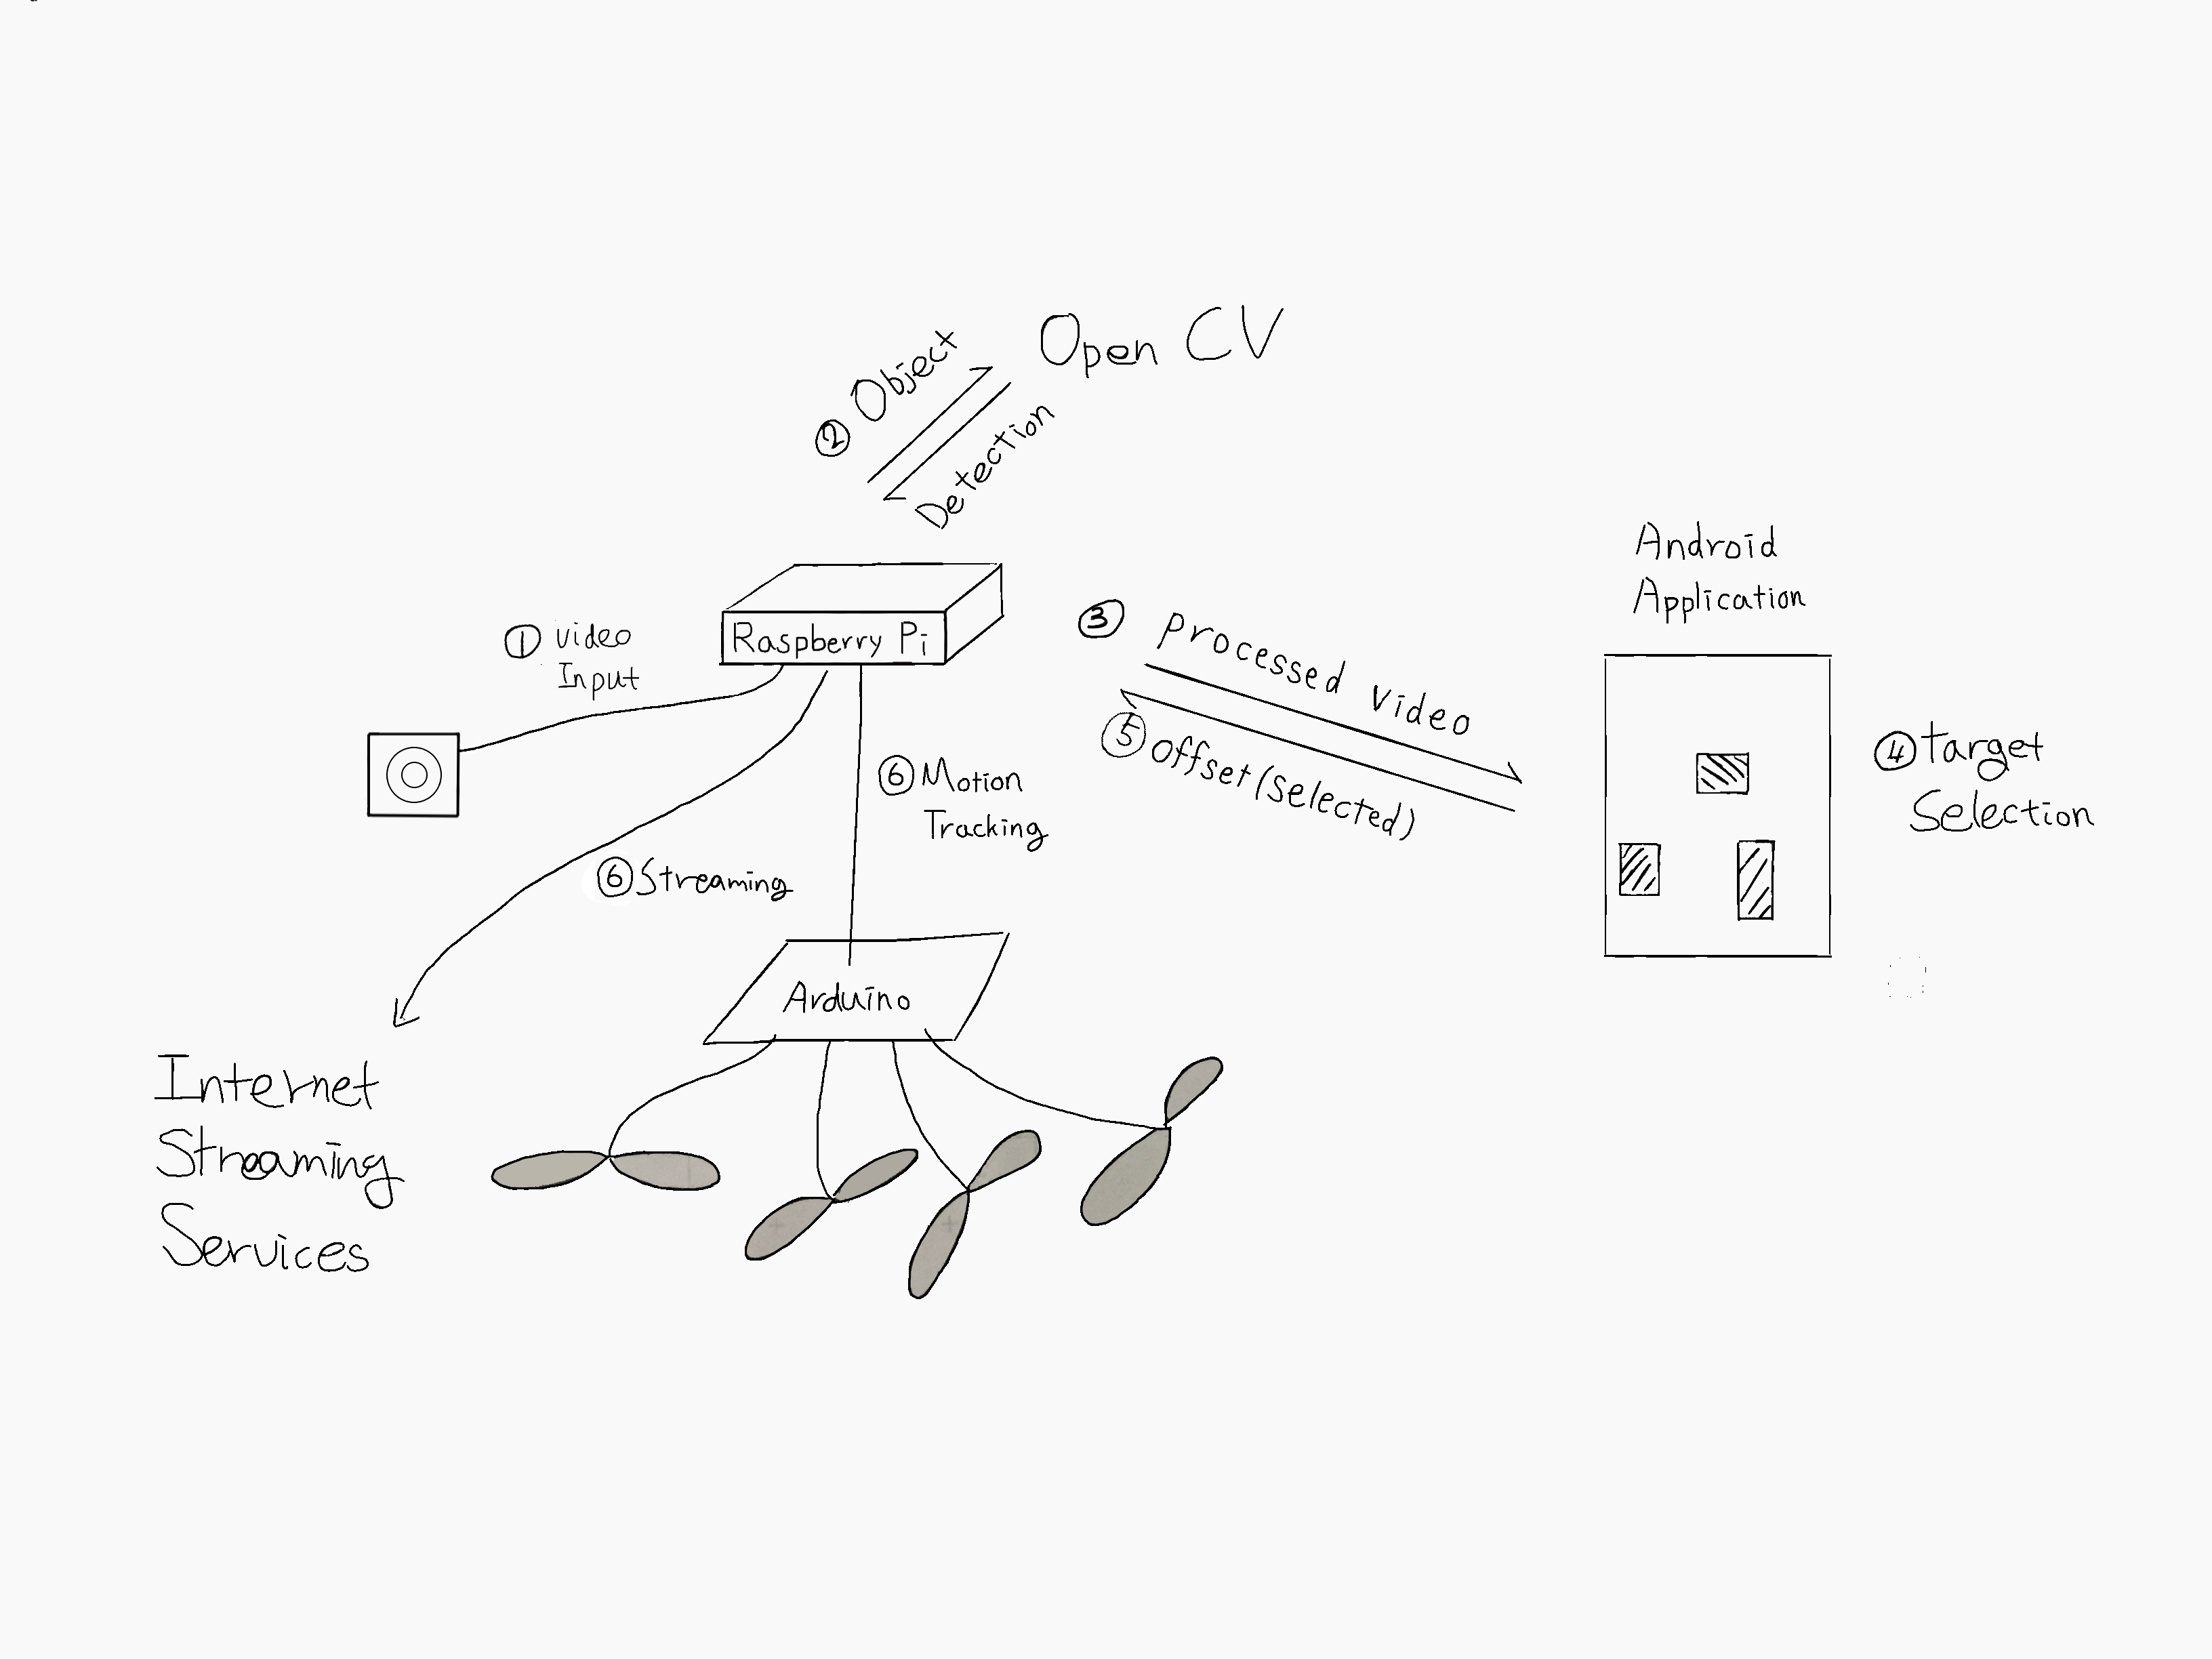 Open CV
② Object
Detection
Android
Application
Raspberry Pi
① video
Input
③ processed video
⑤ offset (selected)
④ target
Selection
⑥ Motion
Tracking
⑥ Streaming
Arduino
Internet
Streaming
Services